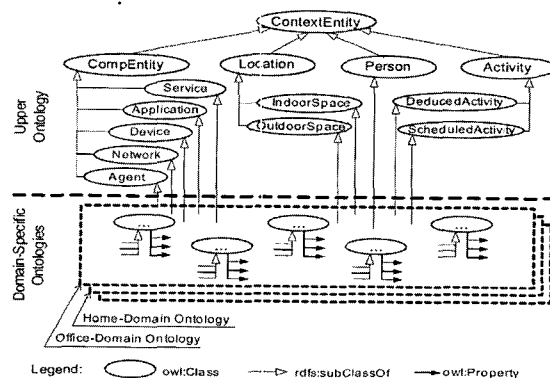 ContextEntity
CompEntity
Location
Person
Activity
Service
Application
Device
Network
Agent
IndoorSpace
OutdoorSpace
DeducedActivity
ScheduledActivity
Upper
Ontology
Domain-Specific
Ontologies
...
...
...
...
...
Home-Domain Ontology
Office-Domain Ontology
Legend: owl:Class rdfs:subClassOf owl:Property